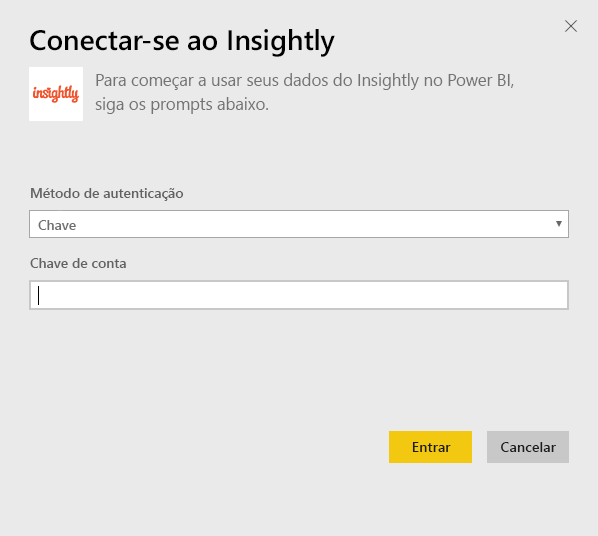 Conectar-se ao Insightly
insightly
Para começar a usar seus dados do Insightly no Power BI,
siga os prompts abaixo.
Método de autenticação
Chave
Chave de conta
Entrar
Cancelar